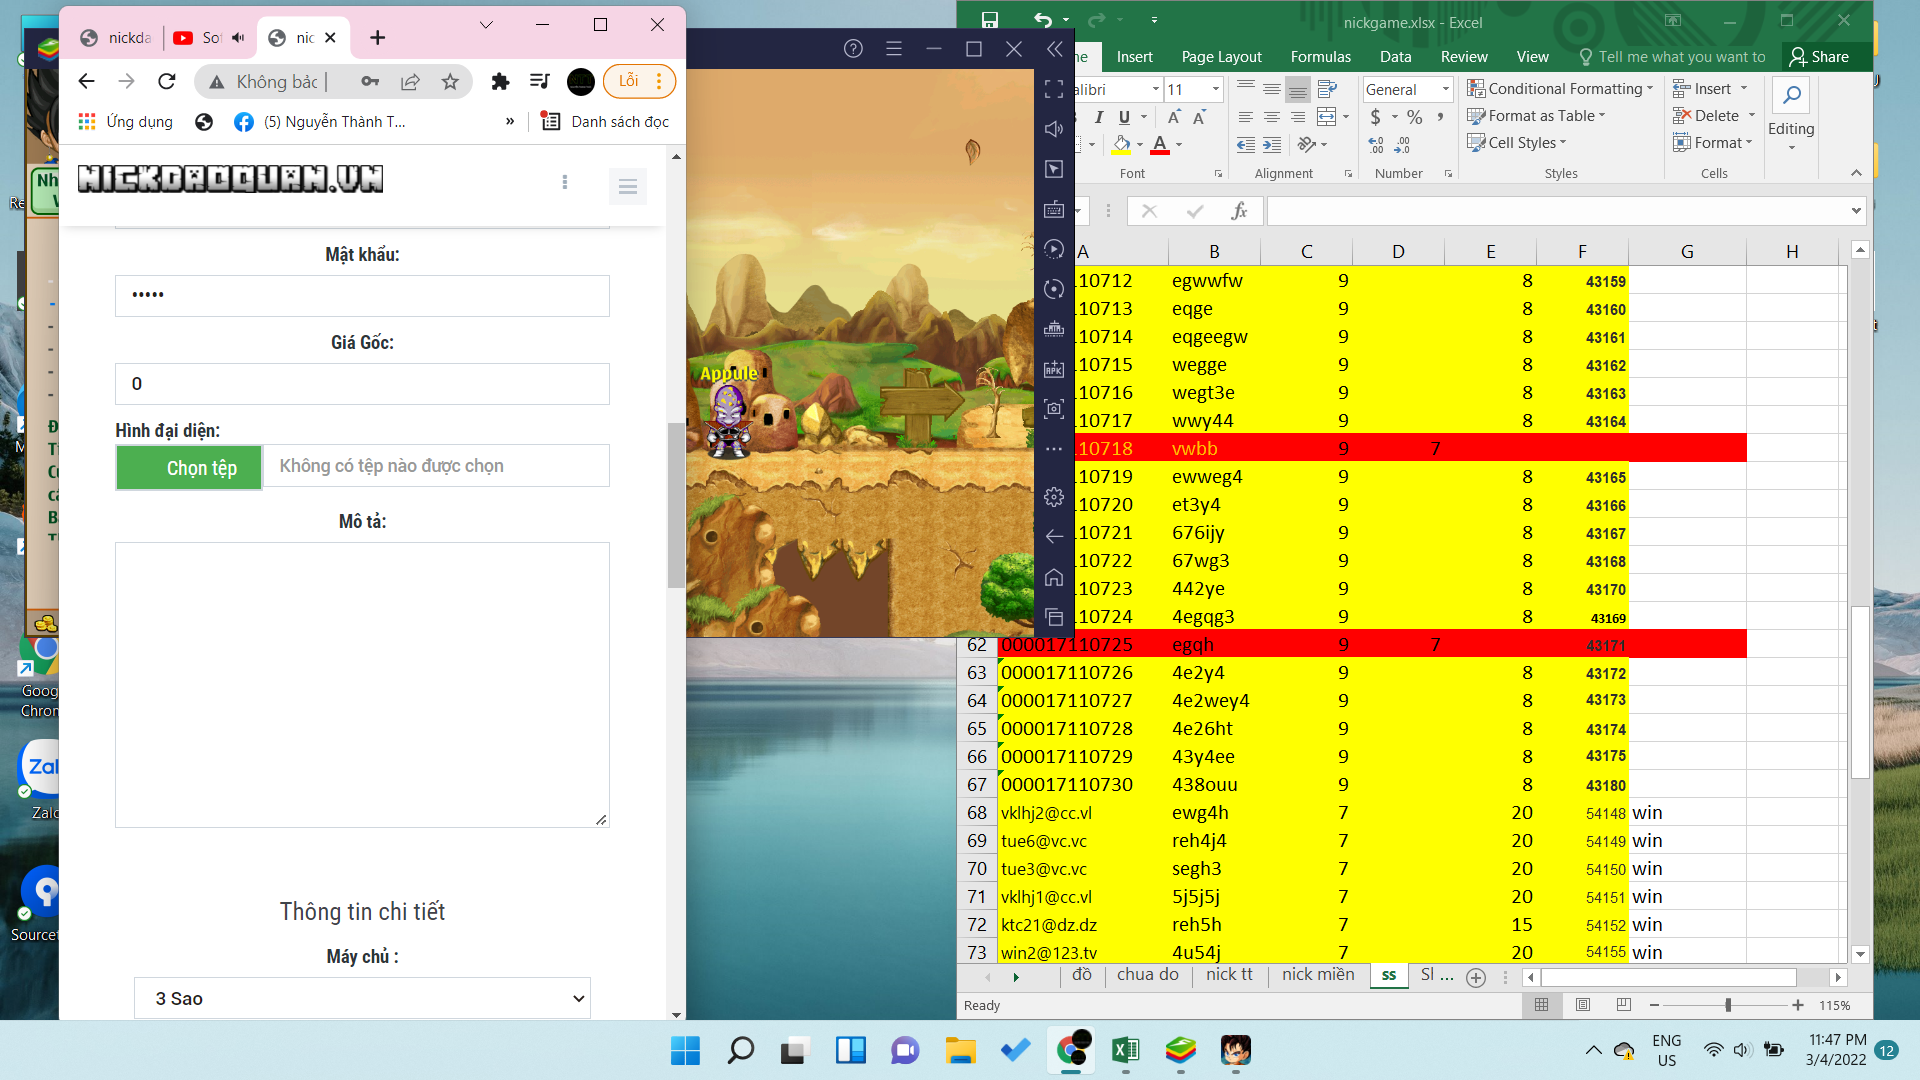 nickda
So
nic
Không bảc
Lỗi
Ứng dụng
(5) Nguyễn Thành T...
»
Danh sách đọc
NICKDAOQUAN.VN
Mật khẩu:
•••••
Giá Gốc:
0
Hình đại diện:
Chọn tệp
Không có tệp nào được chọn
Mô tả:
Thông tin chi tiết
Máy chủ :
3 Sao
Nh
Re
Goog
Chron
Zal
Zalo
Sourcet
Appule
nickgame.xlsx - Excel
Insert
Page Layout
Formulas
Data
Review
View
Tell me what you want to
Share
alibri
11
General
Conditional Formatting
Format as Table
Cell Styles
Insert
Delete
Format
Editing
Font
Alignment
Number
Styles
Cells
fx
A B C D E F G H
10712 egwwfw 9 8 43159
10713 eqge 9 8 43160
10714 eqgeegw 9 8 43161
10715 wegge 9 8 43162
10716 wegt3e 9 8 43163
10717 wwy44 9 8 43164
10718 vwbb 9 7
10719 ewweg4 9 8 43165
10720 et3y4 9 8 43166
10721 676ijy 9 8 43167
10722 67wg3 9 8 43168
10723 442ye 9 8 43170
10724 4egqg3 9 8 43169
62 000017110725 egqh 9 7 43171
63 000017110726 4e2y4 9 8 43172
64 000017110727 4e2wey4 9 8 43173
65 000017110728 4e26ht 9 8 43174
66 000017110729 43y4ee 9 8 43175
67 000017110730 438ouu 9 8 43180
68 vklhj2@cc.vl ewg4h 7 20 54148 win
69 tue6@vc.vc reh4j4 7 20 54149 win
70 tue3@vc.vc segh3 7 20 54150 win
71 vklhj1@cc.vl 5j5j5j 7 20 54151 win
72 ktc21@dz.dz reh5h 7 15 54152 win
73 win2@123.tv 4u54j 7 20 54155 win
đồ
chua do
nick tt
nick miền
ss
Sl ...
Ready
115%
ENG
US
11:47 PM
3/4/2022
12